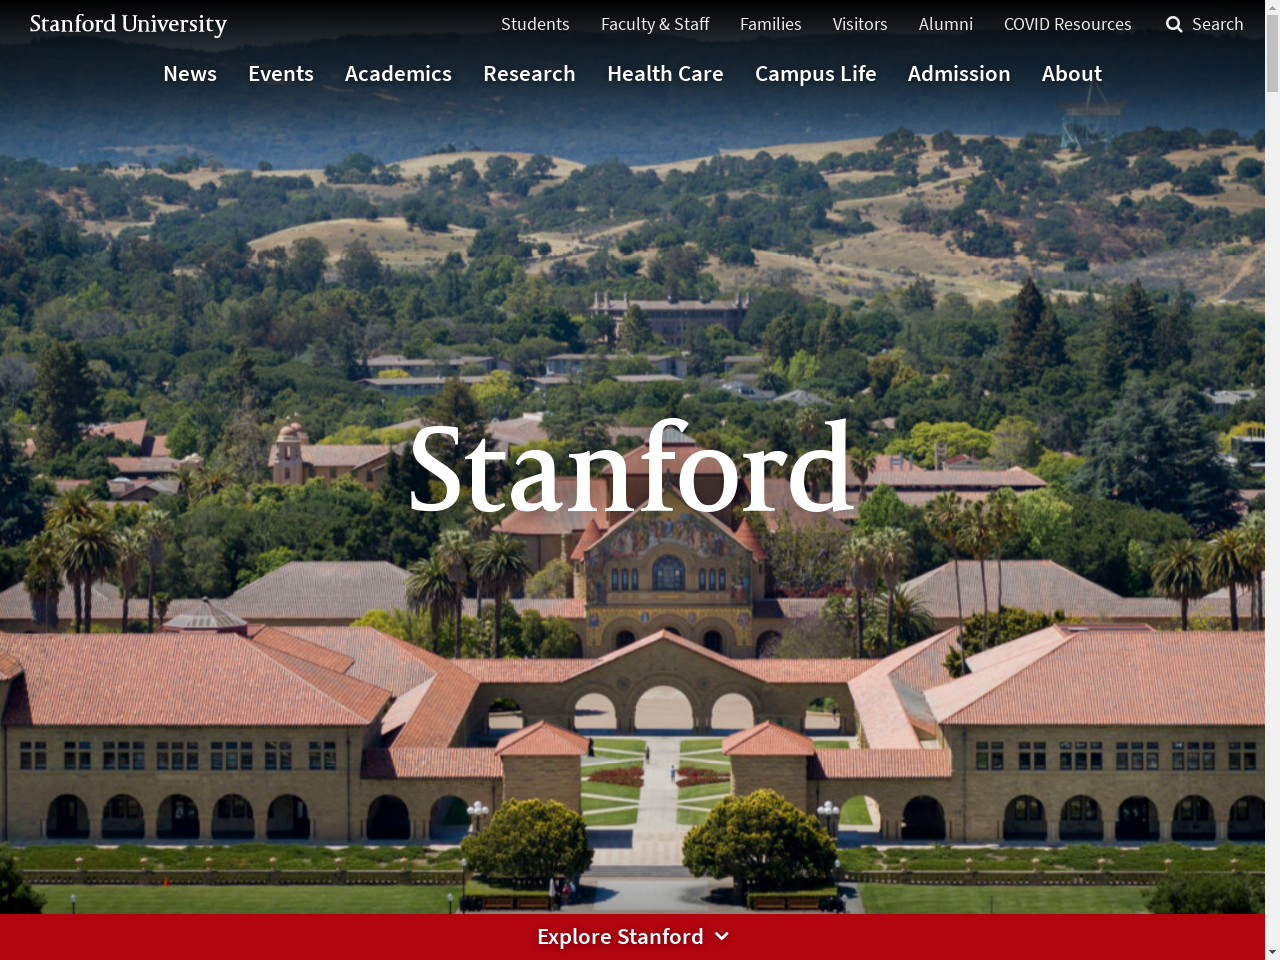 Stanford University
Students Faculty & Staff Families Visitors Alumni COVID Resources Search
News Events Academics Research Health Care Campus Life Admission About
Stanford
Explore Stanford